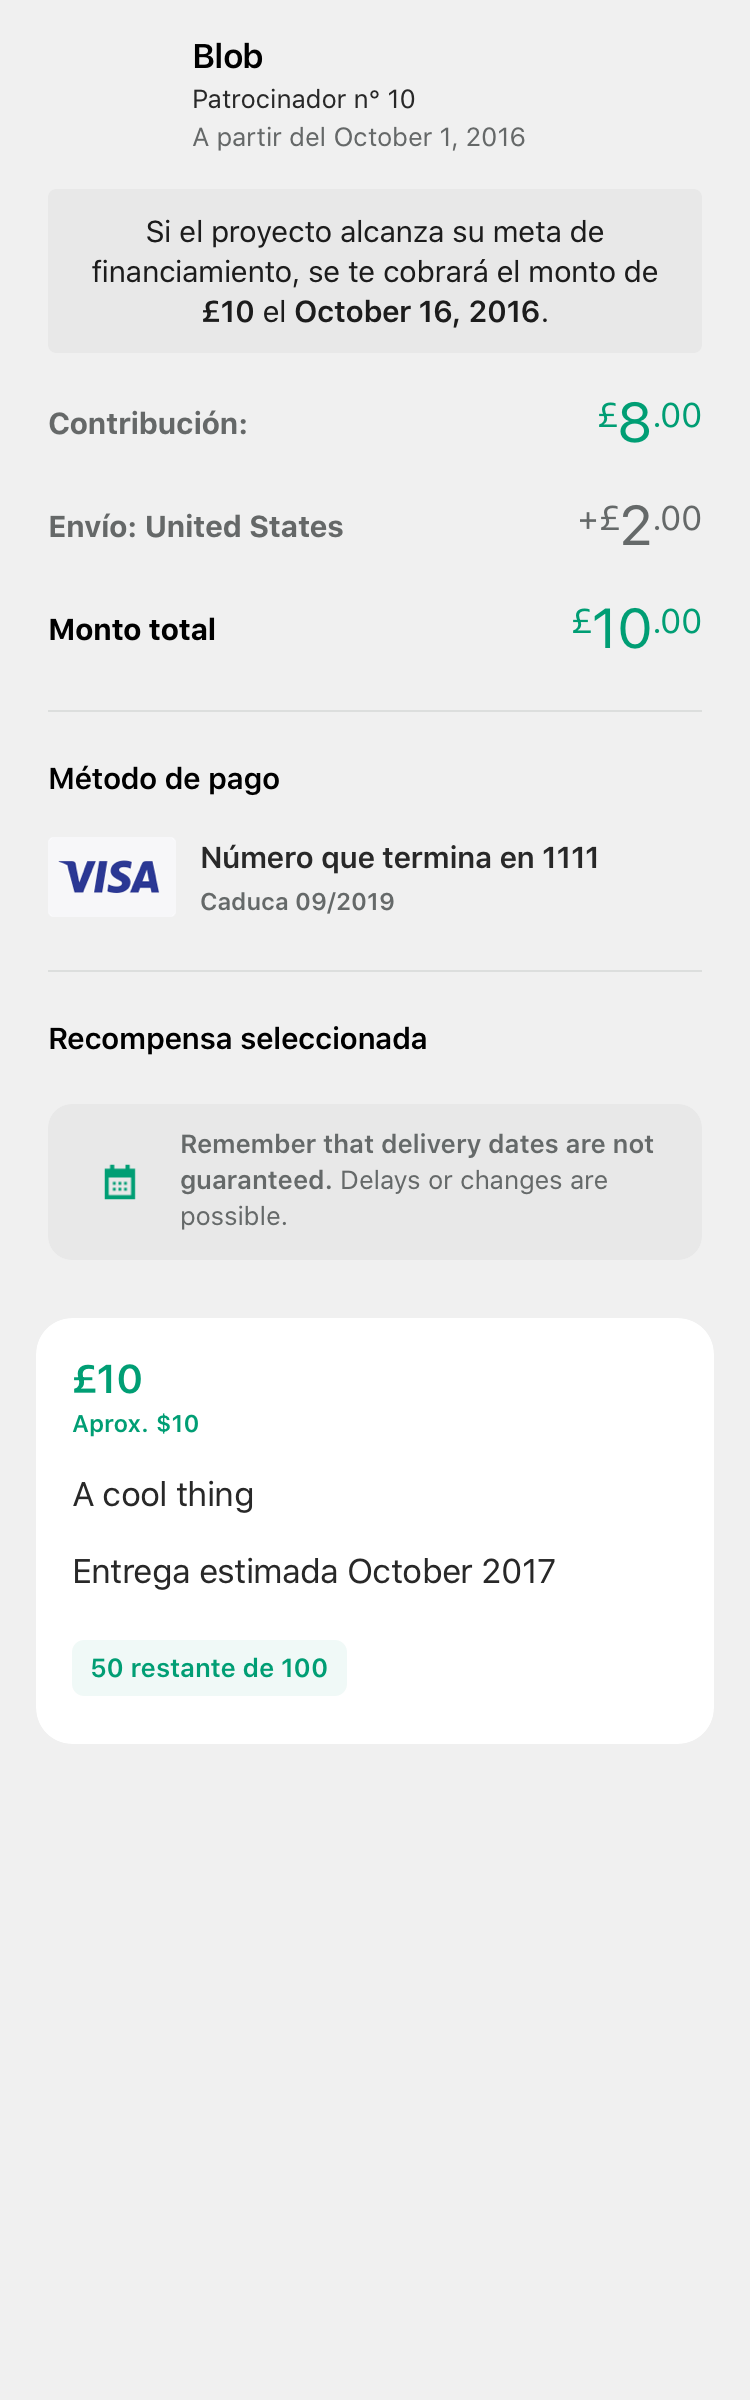 Blob
Patrocinador n° 10
A partir del October 1, 2016
Si el proyecto alcanza su meta de
financiamiento, se te cobrará el monto de
£10 el October 16, 2016.
Contribución:
£8.00
Envío: United States
+£2.00
Monto total
£10.00
Método de pago
VISA
Número que termina en 1111
Caduca 09/2019
Recompensa seleccionada
Remember that delivery dates are not
guaranteed. Delays or changes are
possible.
£10
Aprox. $10
A cool thing
Entrega estimada October 2017
50 restante de 100